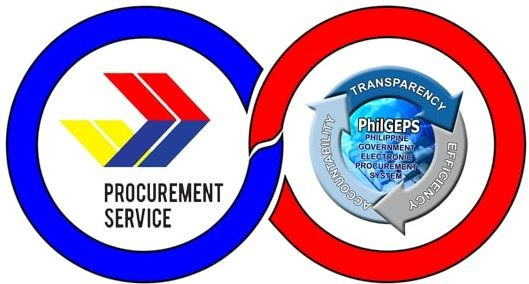 PROCUREMENT
SERVICE
TRANSPARENCY
ACCOUNTABILITY
EFFICIENCY
PhilGEPS
PHILIPPINE
GOVERNMENT
ELECTRONIC
PROCUREMENT
SYSTEM